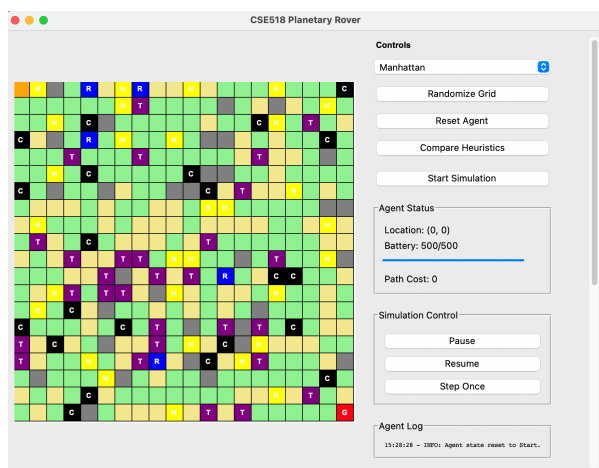 CSE518 Planetary Rover
H R H R H H C
H T H
H C C H T
C R H H C
T T T
H C C
C C T H
H H
H H
T C T
T T T H H T H
T T T R C C
H T T T H H
H C
C C T T T C
T C T H C H
T H T R C H T
H C
C H T
C H T T G
Controls
Manhattan
Randomize Grid
Reset Agent
Compare Heuristics
Start Simulation
Agent Status
Location: (0, 0)
Battery: 500/500
Path Cost: 0
Simulation Control
Pause
Resume
Step Once
Agent Log
15:28:28 - INFO: Agent state reset to Start.